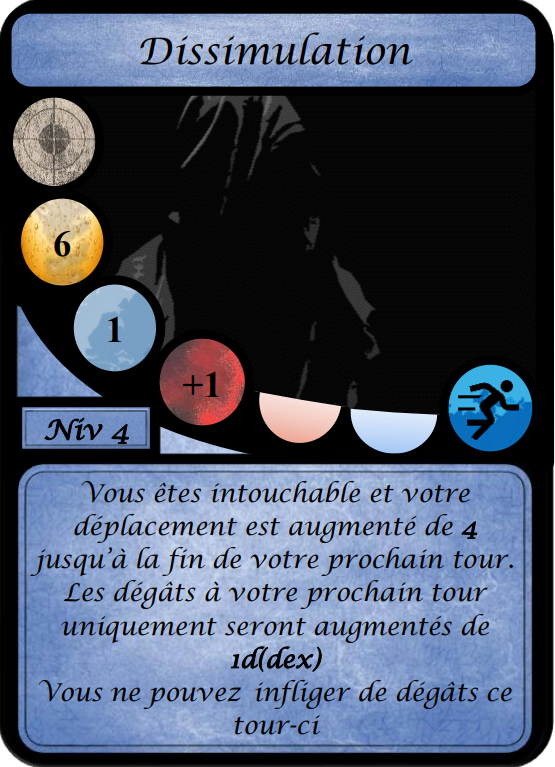 Dissimulation
6
1
+1
Niv 4
Vous êtes intouchable et votre
déplacement est augmenté de 4
jusqu'à la fin de votre prochain tour.
Les dégâts à votre prochain tour
uniquement seront augmentés de
1d(dex)
Vous ne pouvez infliger de dégâts ce
tour-ci